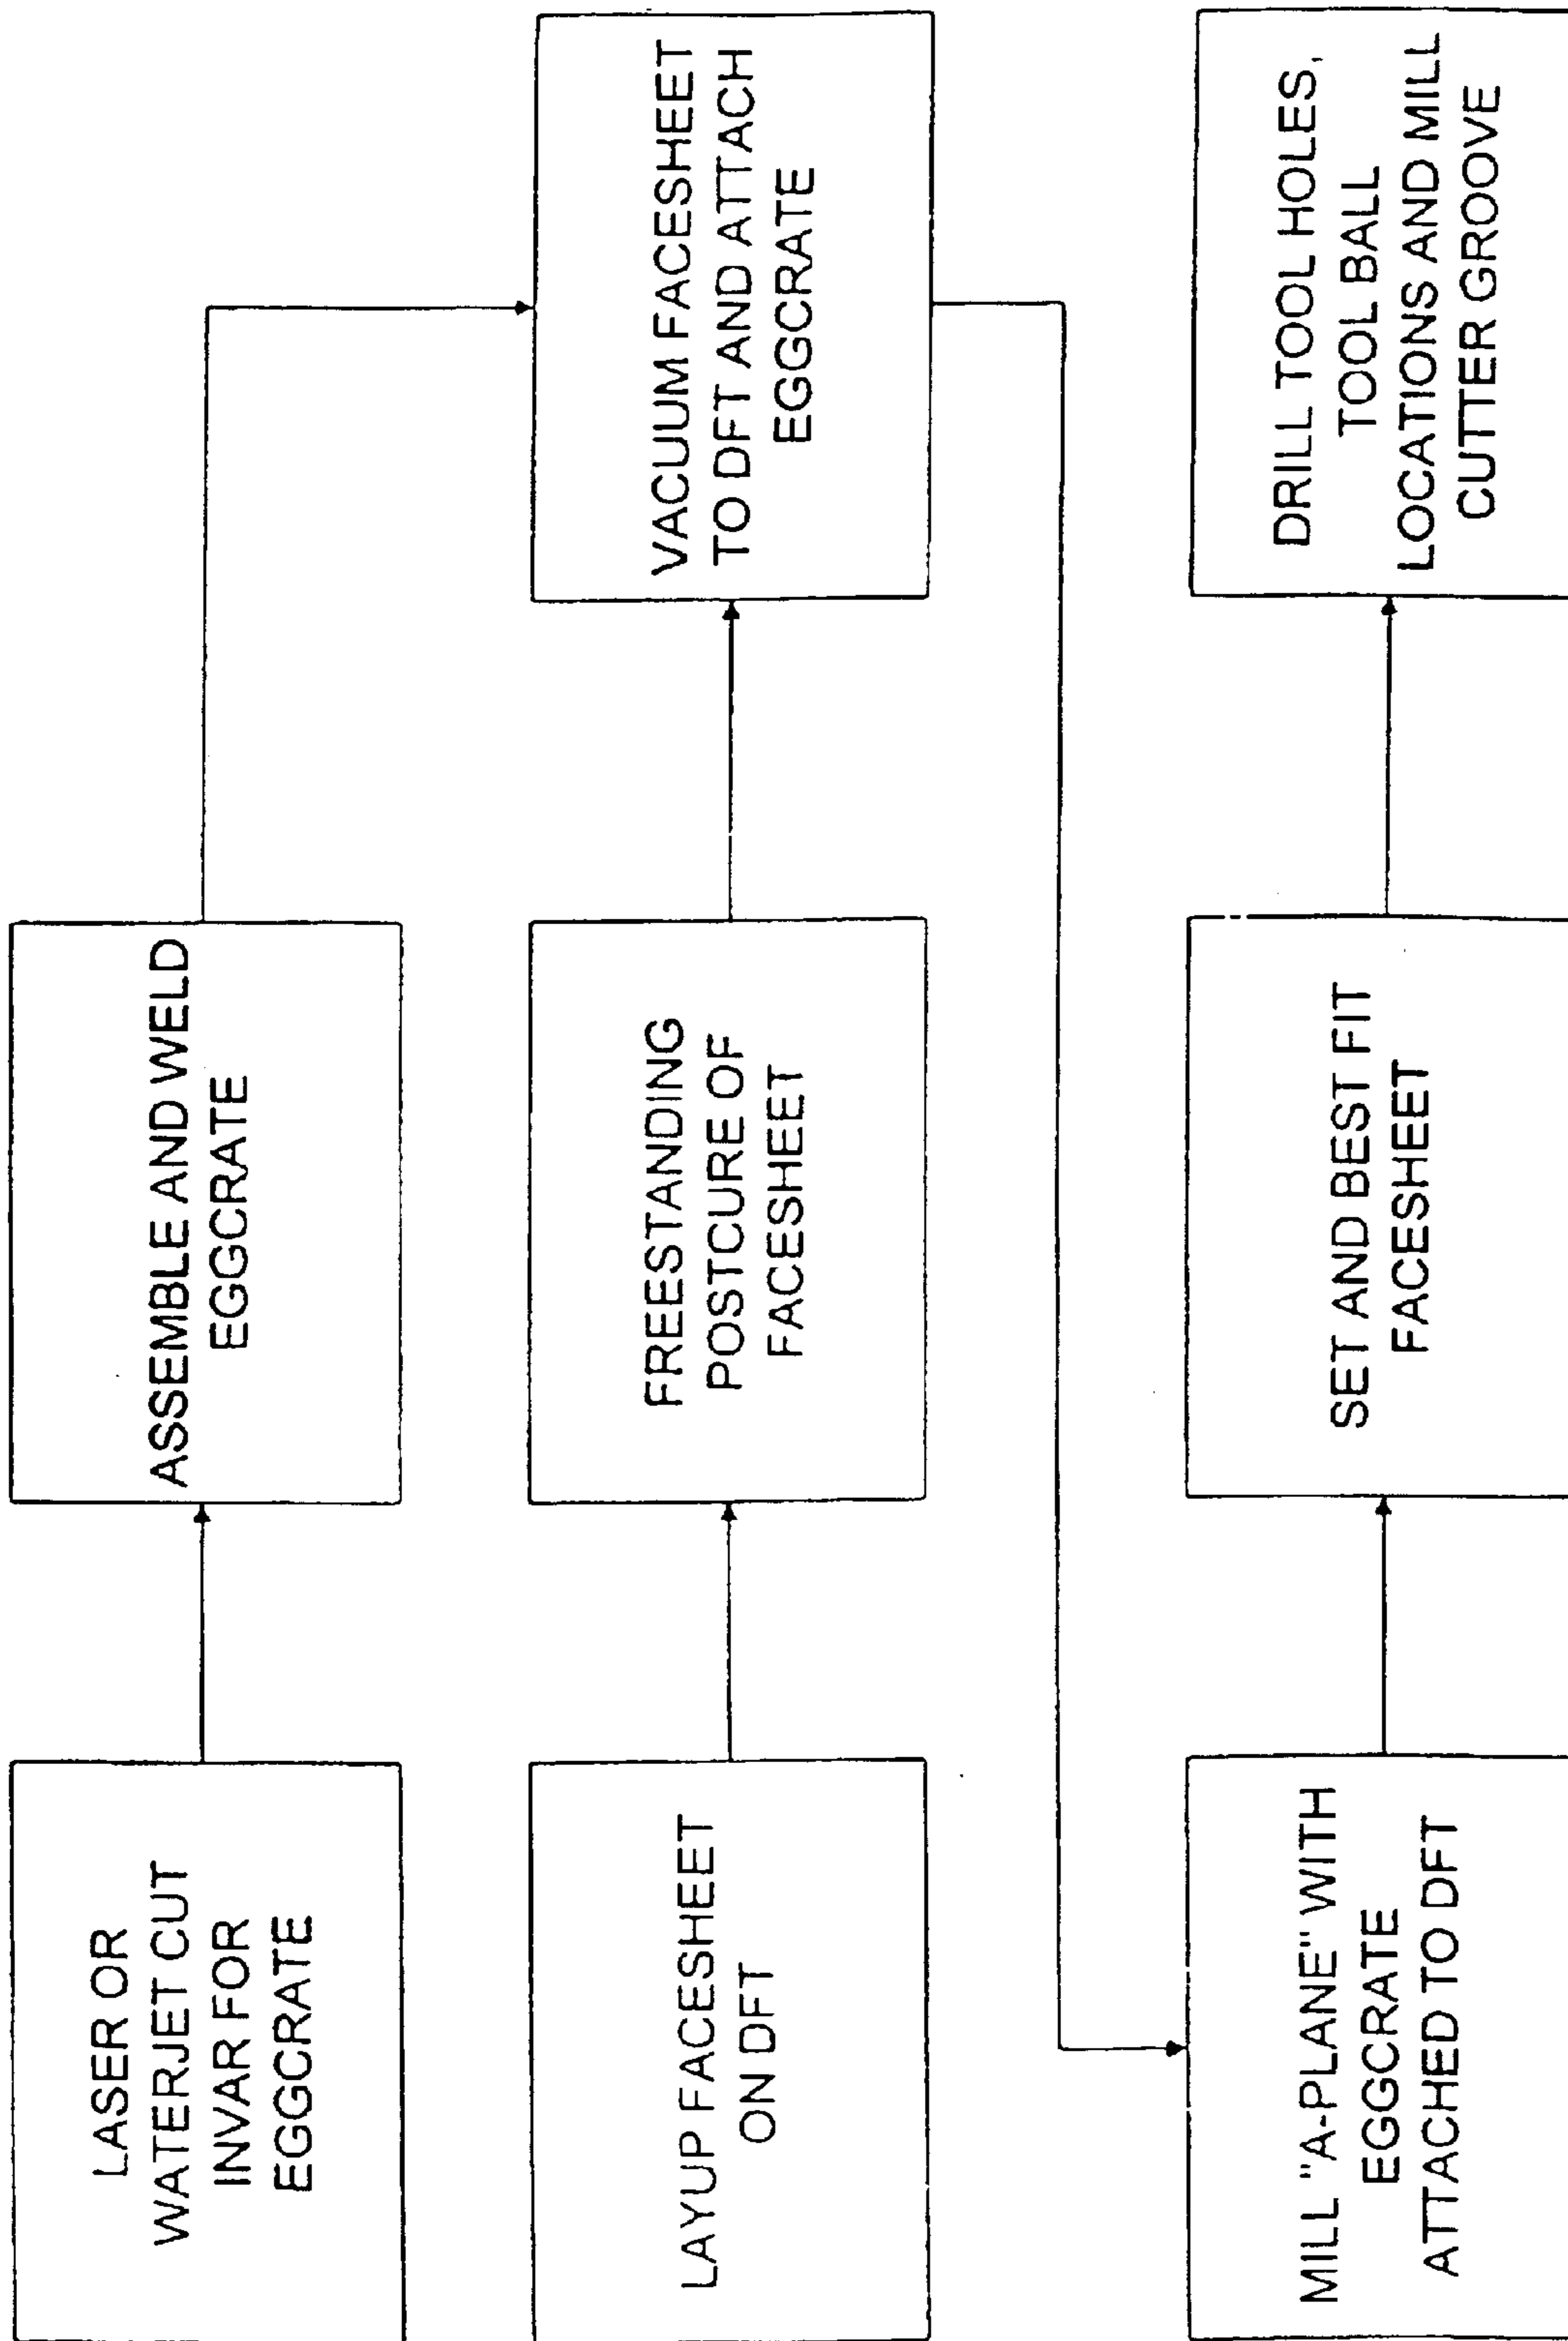 LASER OR
WATERJET CUT
INVAR FOR
EGGCRATE
ASSEMBLE AND WELD
EGGCRATE
LAYUP FACESHEET
ON DFT
FREESTANDING
POSTCURE OF
FACESHEET
VACUUM FACESHEET
TO DFT AND ATTACH
EGGCRATE
MILL "A-PLANE" WITH
EGGCRATE
ATTACHED TO DFT
SET AND BEST FIT
FACESHEET
DRILL TOOL HOLES,
TOOL BALL
LOCATIONS AND MILL
CUTTER GROOVE